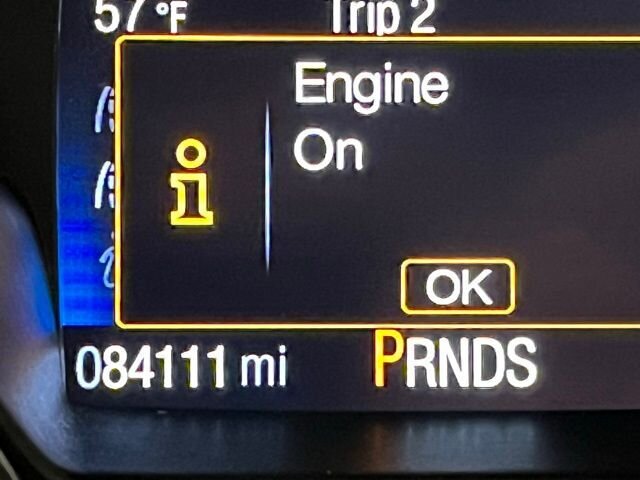 57 °F Trip 2
Engine
On
OK
084111 mi PRNDS